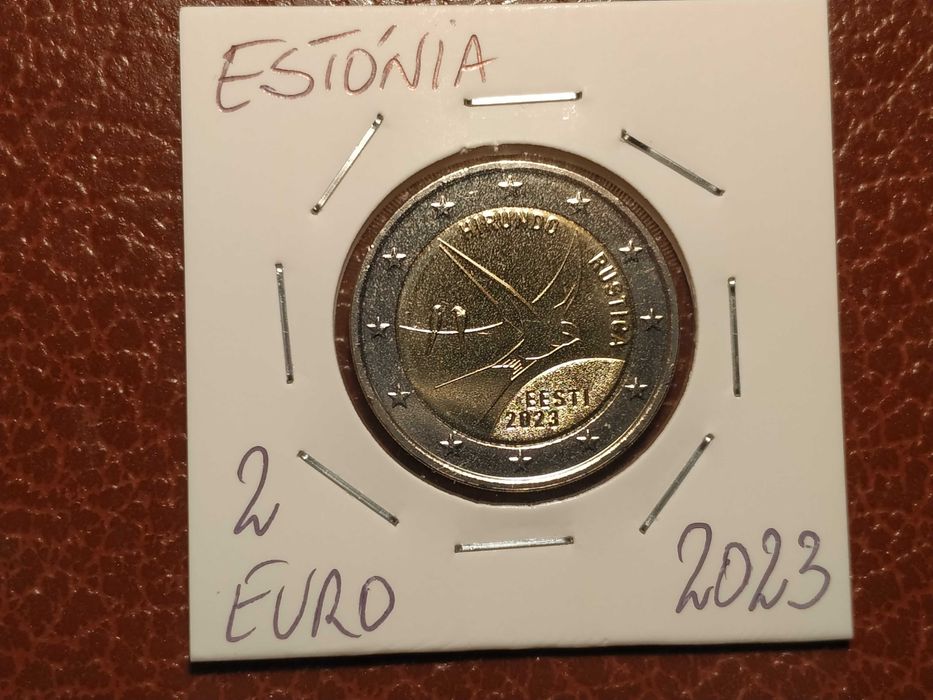 ESTÓNIA
HIRUNDO
RUSTICA
EESTI
2023
2
EURO
2023